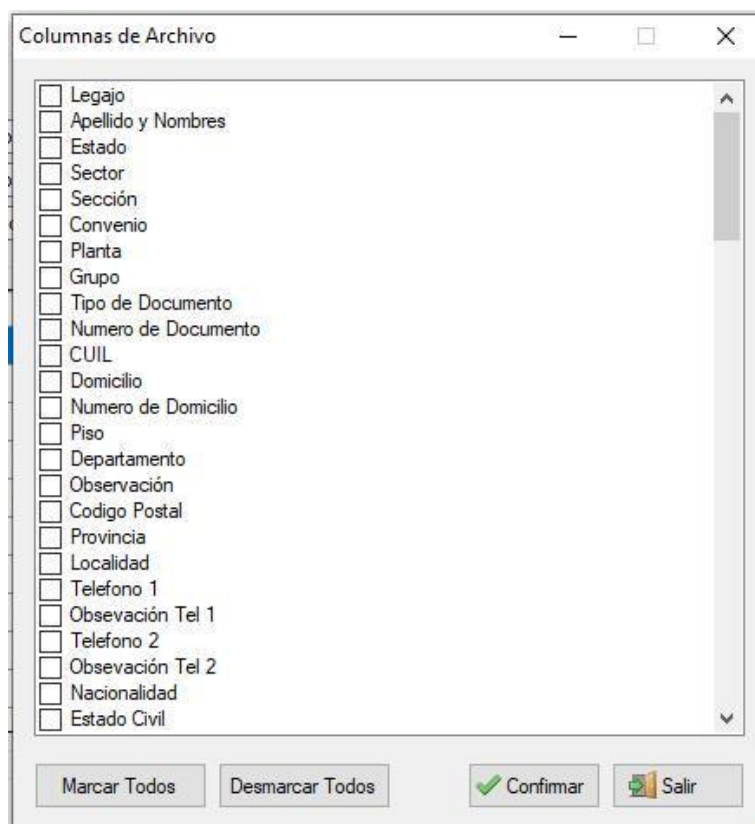 Columnas de Archivo
Legajo
Apellido y Nombres
Estado
Sector
Sección
Convenio
Planta
Grupo
Tipo de Documento
Numero de Documento
CUIL
Domicilio
Numero de Domicilio
Piso
Departamento
Observación
Codigo Postal
Provincia
Localidad
Telefono 1
Obsevación Tel 1
Telefono 2
Obsevación Tel 2
Nacionalidad
Estado Civil
Marcar Todos Desmarcar Todos Confirmar Salir